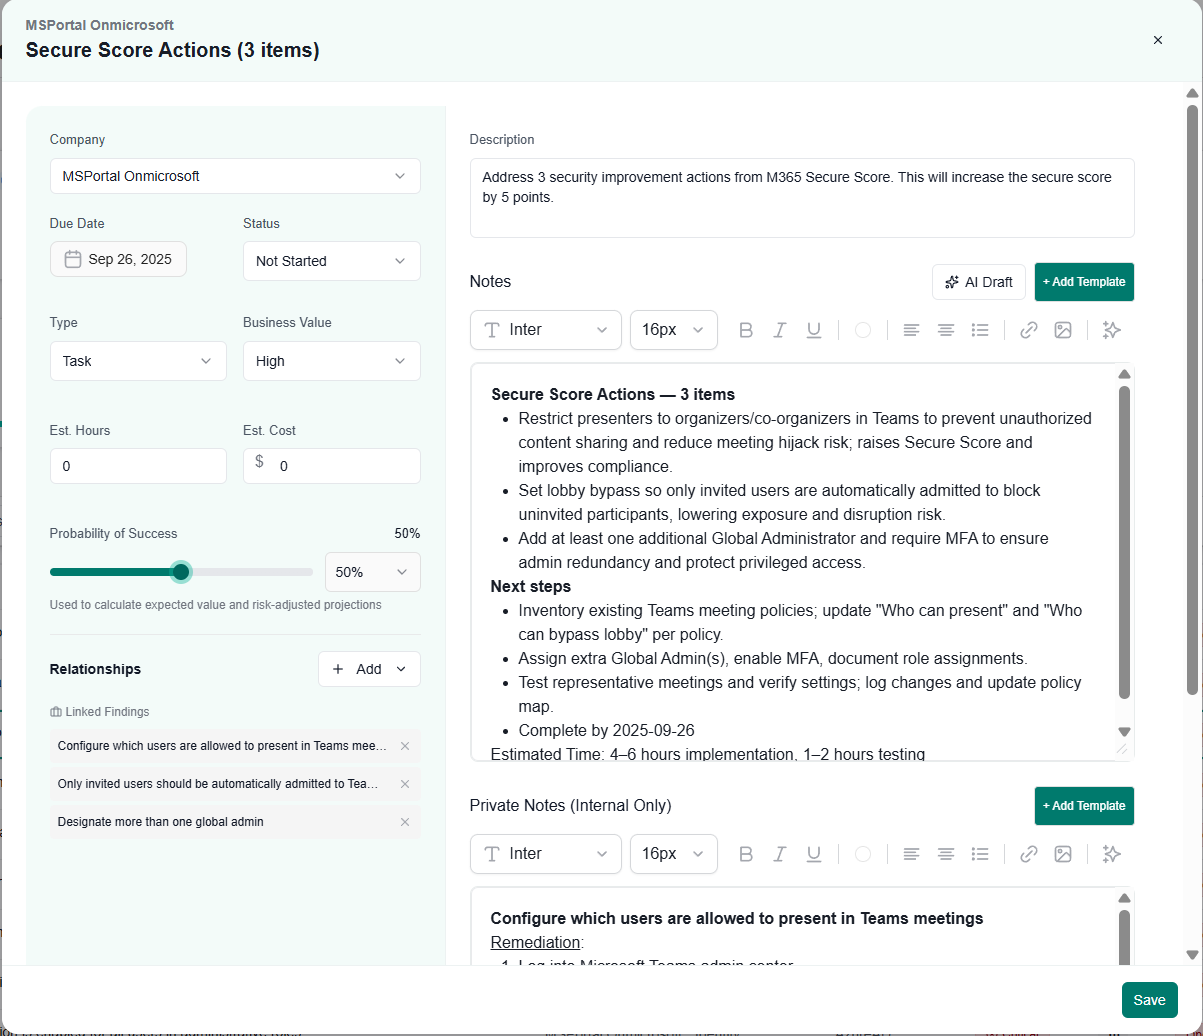 MSPortal Onmicrosoft
Secure Score Actions (3 items)
Company
MSPortal Onmicrosoft
Due Date
Status
Sep 26, 2025
Not Started
Type
Business Value
Task
High
Est. Hours
Est. Cost
0
$ 0
Probability of Success
50%
50%
Used to calculate expected value and risk-adjusted projections
Relationships
+ Add
Linked Findings
Configure which users are allowed to present in Teams mee...
Only invited users should be automatically admitted to Tea...
Designate more than one global admin
Description
Address 3 security improvement actions from M365 Secure Score. This will increase the secure score
by 5 points.
Notes
AI Draft
+ Add Template
Inter
16px
B I U
Secure Score Actions — 3 items
• Restrict presenters to organizers/co-organizers in Teams to prevent unauthorized
content sharing and reduce meeting hijack risk; raises Secure Score and
improves compliance.
• Set lobby bypass so only invited users are automatically admitted to block
uninvited participants, lowering exposure and disruption risk.
• Add at least one additional Global Administrator and require MFA to ensure
admin redundancy and protect privileged access.
Next steps
• Inventory existing Teams meeting policies; update "Who can present" and "Who
can bypass lobby" per policy.
• Assign extra Global Admin(s), enable MFA, document role assignments.
• Test representative meetings and verify settings; log changes and update policy
map.
• Complete by 2025-09-26
Estimated Time: 4–6 hours implementation, 1–2 hours testing
Private Notes (Internal Only)
+ Add Template
Inter
16px
B I U
Configure which users are allowed to present in Teams meetings
Remediation:
1. Log into Microsoft Teams admin center
Save